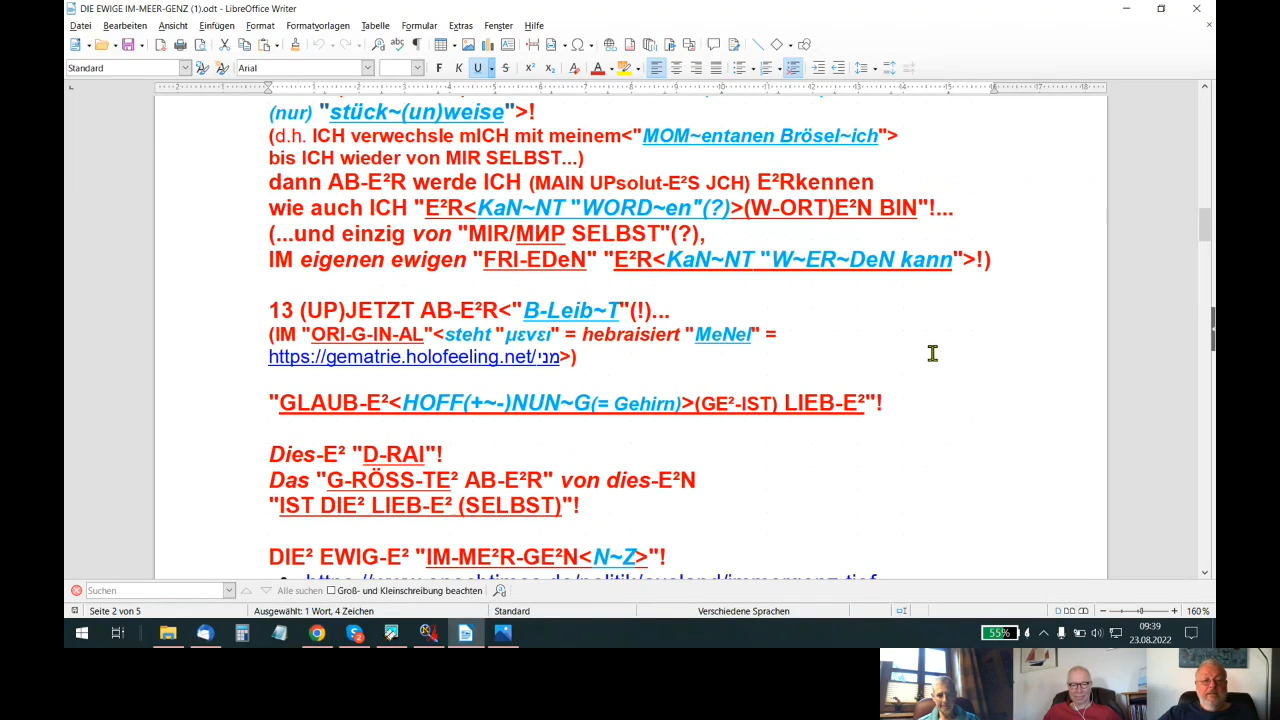 DIE EWIGE IM-MEER-GENZ (1).odt - LibreOffice Writer
Datei Bearbeiten Ansicht Einfügen Format Formatvorlagen Tabelle Formular Extras Fenster Hilfe
Standard Arial F K U S
(nur) "stück~(un)weise">!
(d.h. ICH verwechsle mICH mit meinem<"MOM~entanen Brösel~ich">
bis ICH wieder von MIR SELBST...)
dann AB-E²R werde ICH (MAIN UPsolut-E²S JCH) E²Rkennen
wie auch ICH "E²R<KaN~NT "WORD~en"(?)>(W-ORT)E²N BIN"!...
(...und einzig von "MIR/МИР SELBST"(?),
IM eigenen ewigen "FRI-EDeN" "E²R<KaN~NT "W~ER~DeN kann">!)
13 (UP)JETZT AB-E²R<"B-Leib~T"(!)...
(IM "ORI-G-IN-AL"<steht "μενει" = hebraisiert "MeNeI" =
https://gematrie.holofeeling.net/מני>)
"GLAUB-E²<HOFF(+~-)NUN~G(= Gehirn)>(GE²-IST) LIEB-E²"!
Dies-E² "D-RAI"!
Das "G-RÖSS-TE² AB-E²R" von dies-E²N
"IST DIE² LIEB-E² (SELBST)"!
DIE² EWIG-E² "IM-ME²R-GE²N<N~Z>"!
Suchen Alle suchen Groß- und Kleinschreibung beachten
Seite 2 von 5 Ausgewählt: 1 Wort, 4 Zeichen Standard Verschiedene Sprachen 160%
55% 09:39
23.08.2022